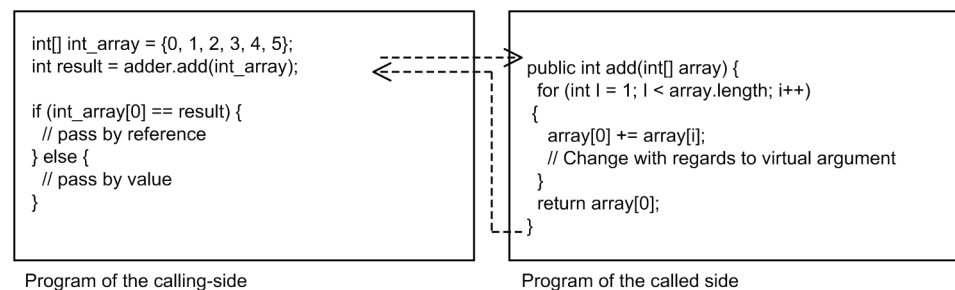 int[] int_array = {0, 1, 2, 3, 4, 5};
int result = adder.add(int_array);
if (int_array[0] == result) {
// pass by reference
} else {
// pass by value
}
Program of the calling-side
public int add(int[] array) {
for (int I = 1; I < array.length; i++)
{
array[0] += array[i];
// Change with regards to virtual argument
}
return array[0];
}
Program of the called side